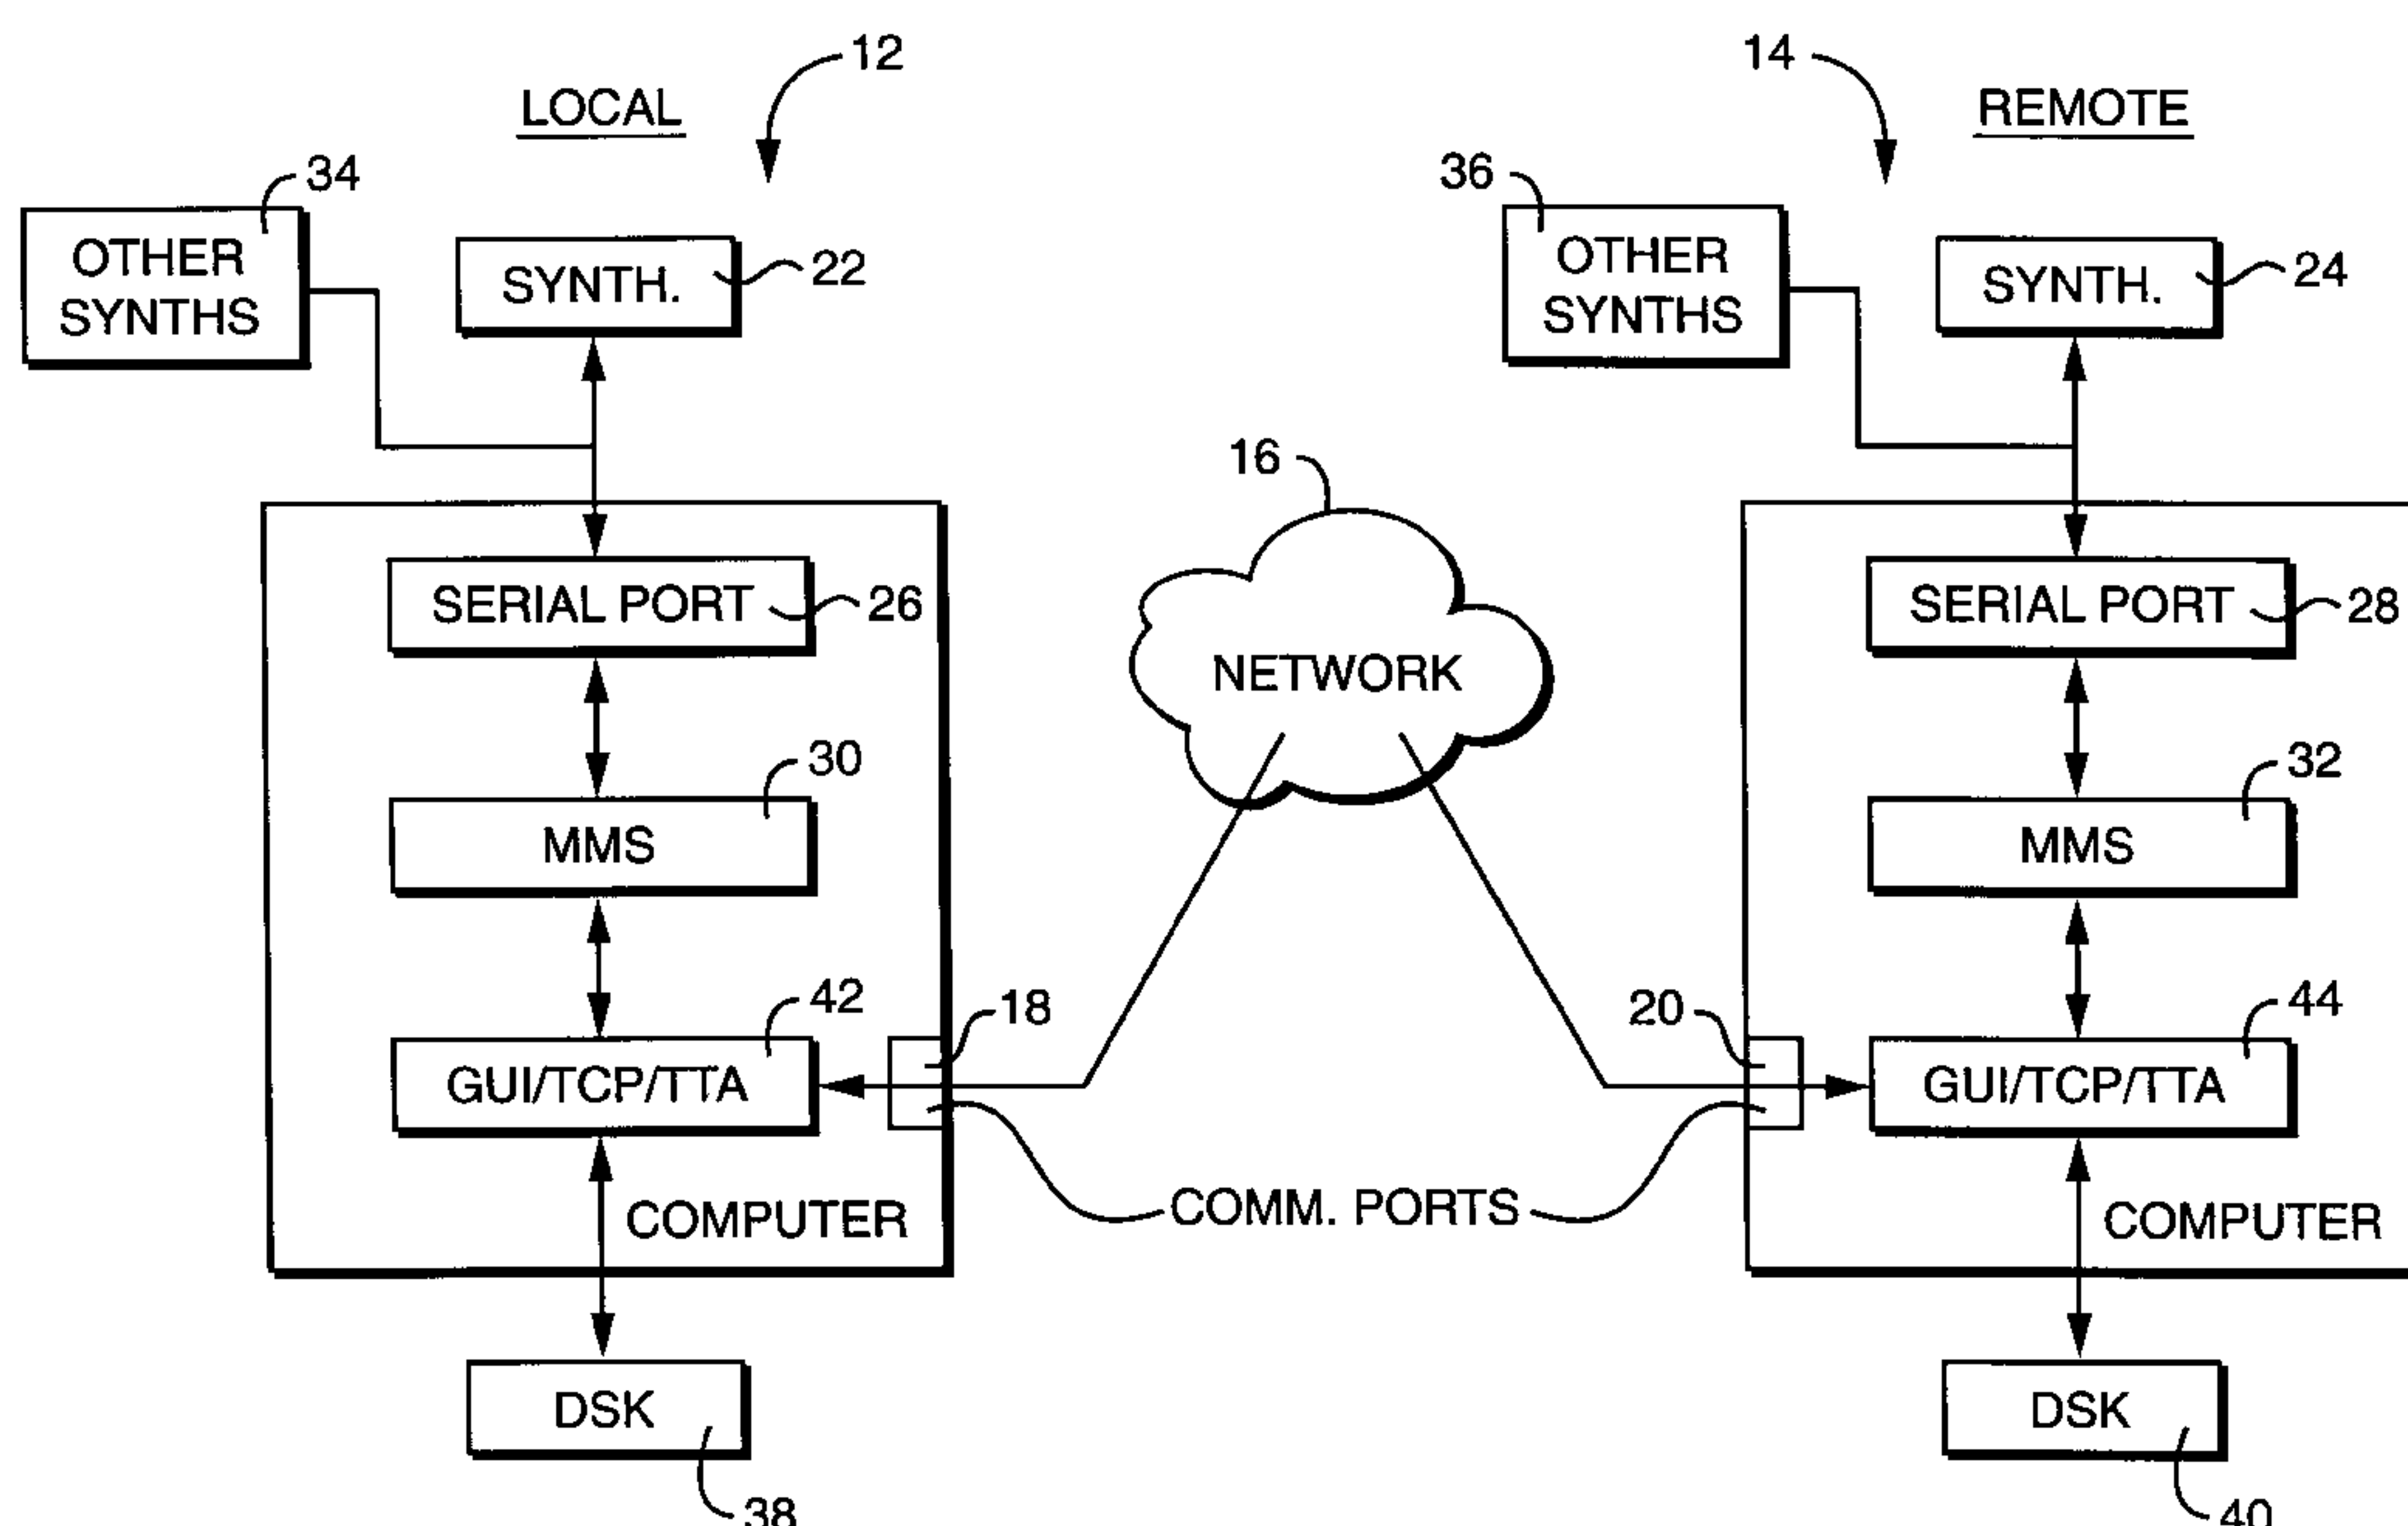 12
14
LOCAL
REMOTE
34
36
OTHER
SYNTHS
SYNTH.
22
OTHER
SYNTHS
SYNTH.
24
16
SERIAL PORT
26
NETWORK
SERIAL PORT
28
30
32
MMS
MMS
42
18
20
44
GUI/TCP/TTA
GUI/TCP/TTA
COMPUTER
COMM. PORTS
COMPUTER
DSK
DSK
38
40